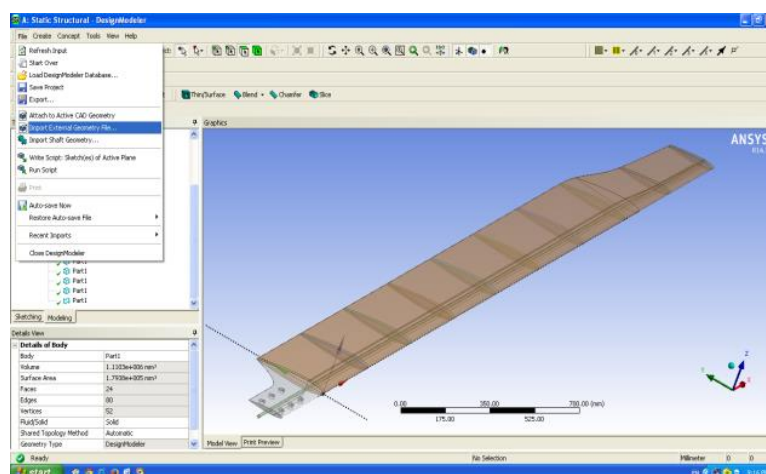 A: Static Structural - DesignModeler
File Create Concept Tools View Help
Refresh Input
Start Over
Load DesignModeler Database...
Save Project
Export...
Attach to Active CAD Geometry
Import External Geometry File...
Import Shaft Geometry...
Write Script: Sketch(es) of Active Plane
Run Script
Print
Auto-save Now
Restore Auto-save File
Recent Imports
Close DesignModeler
Thin/Surface Blend Chamfer Slice
Graphics
ANSYS
Part1
Part1
Part1
Part1
Sketching Modeling
Details View
Details of Body
Body Part1
Volume 1.1103e+006 mm³
Surface Area 1.7938e+005 mm²
Faces 24
Edges 80
Vertices 52
Fluid/Solid Solid
Shared Topology Method Automatic
Geometry Type DesignModeler
0.00 350.00 700.00 (mm)
175.00 525.00
Z
Model View Print Preview
Ready No Selection Millimeter 0 0
start